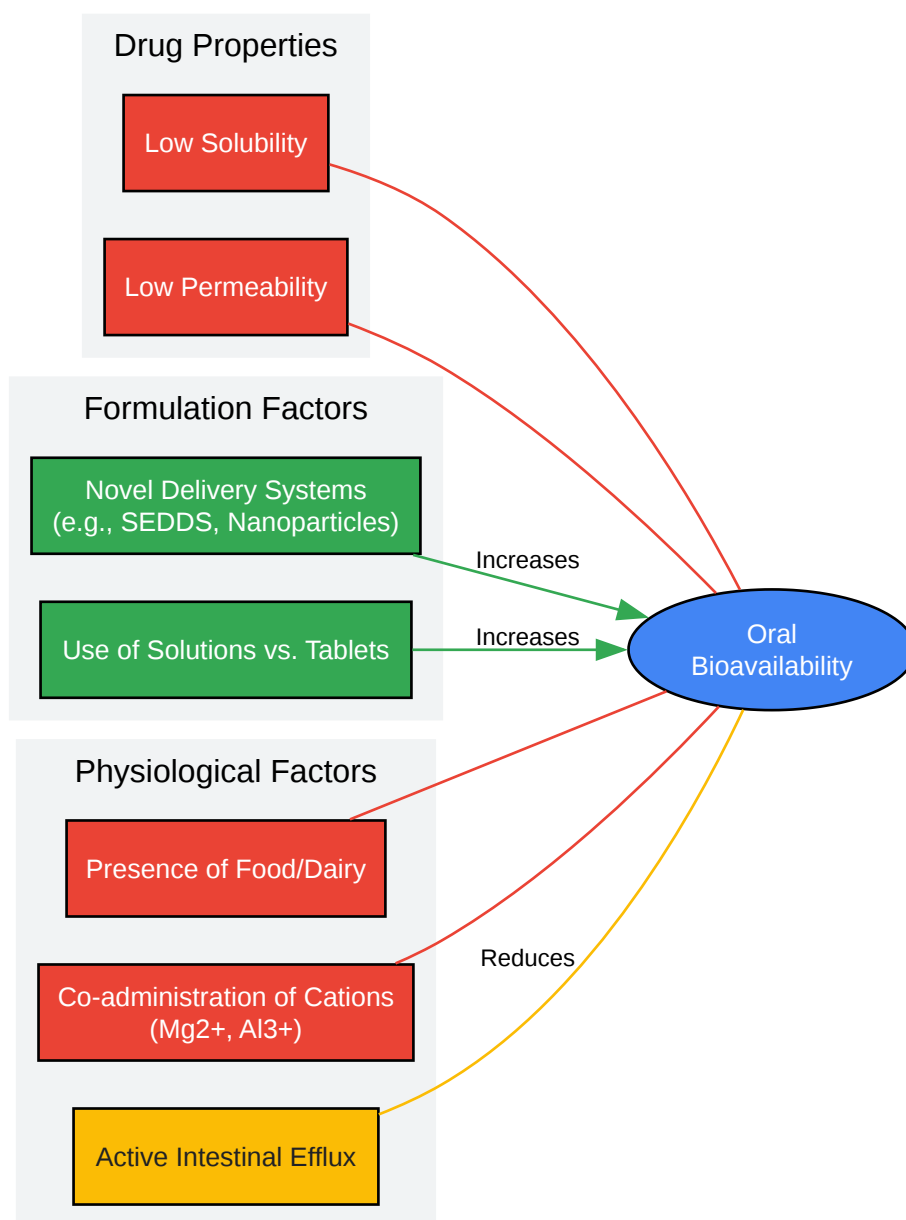 Drug Properties
Low Solubility
Low Permeability
Formulation Factors
Novel Delivery Systems
(e.g., SEDDS, Nanoparticles)
Use of Solutions vs. Tablets
Increases
Increases
Oral
Bioavailability
Physiological Factors
Presence of Food/Dairy
Co-administration of Cations
(Mg2+, Al3+)
Reduces
Active Intestinal Efflux